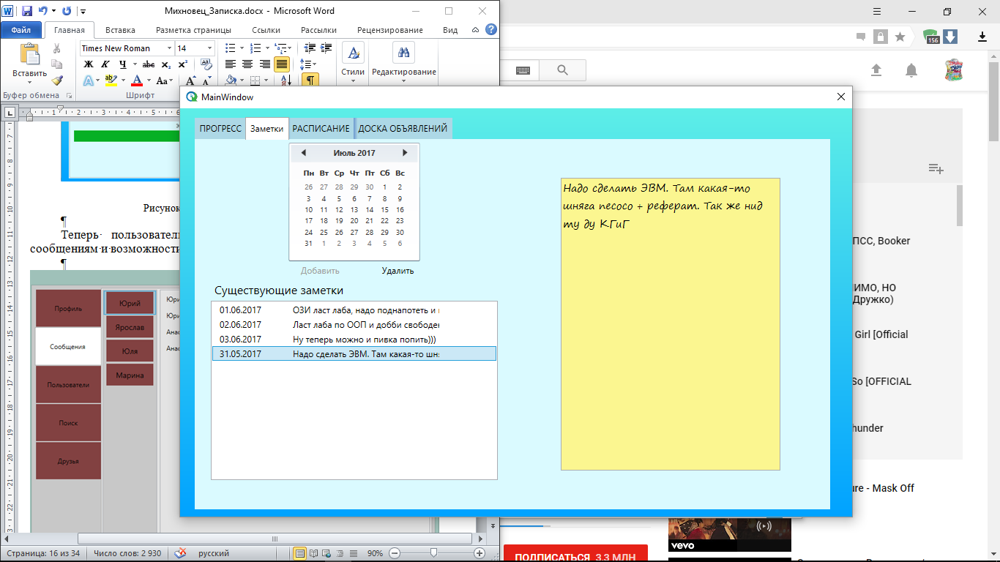 Михновец_Записка.docx - Microsoft Word
Файл Главная Вставка Разметка страницы Ссылки Рассылки Рецензирование Вид
Times New Roman 14
Вставить
Ж К Ч abc x₂ x²
Aa
Стили
Редактирование
Буфер обмена
Шрифт
156
MainWindow
ПРОГРЕСС Заметки РАСПИСАНИЕ ДОСКА ОБЪЯВЛЕНИЙ
Июль 2017
Пн Вт Ср Чт Пт Сб Вс
26 27 28 29 30 1 2
3 4 5 6 7 8 9
10 11 12 13 14 15 16
17 18 19 20 21 22 23
24 25 26 27 28 29 30
31 1 2 3 4 5 6
Добавить Удалить
Существующие заметки
01.06.2017 ОЗИ ласт лаба, надо поднапотеть и
02.06.2017 Ласт лаба по ООП и добби свободен
03.06.2017 Ну теперь можно и пивка попить)))
31.05.2017 Надо сделать ЭВМ. Там какая-то шня
Надо сделать ЭВМ. Там какая-то
шняга песосо + реферат. Так же нид
ту ду КГиГ
Рисунок
¶
Теперь· пользовател
сообщениям·и·возможности
¶
Профиль
Сообщения
Пользователи
Поиск
Друзья
Юрий
Ярослав
Юля
Марина
Юри
Юри
Анас
Анас
ПСС, Booker
ИМО, НО
Дружко)
Girl [Official
So [OFFICIAL
hunder
ure - Mask Off
vevo
ПОДПИСАТЬСЯ 3,3 МЛН
Страница: 16 из 34 Число слов: 2 930 русский 90%